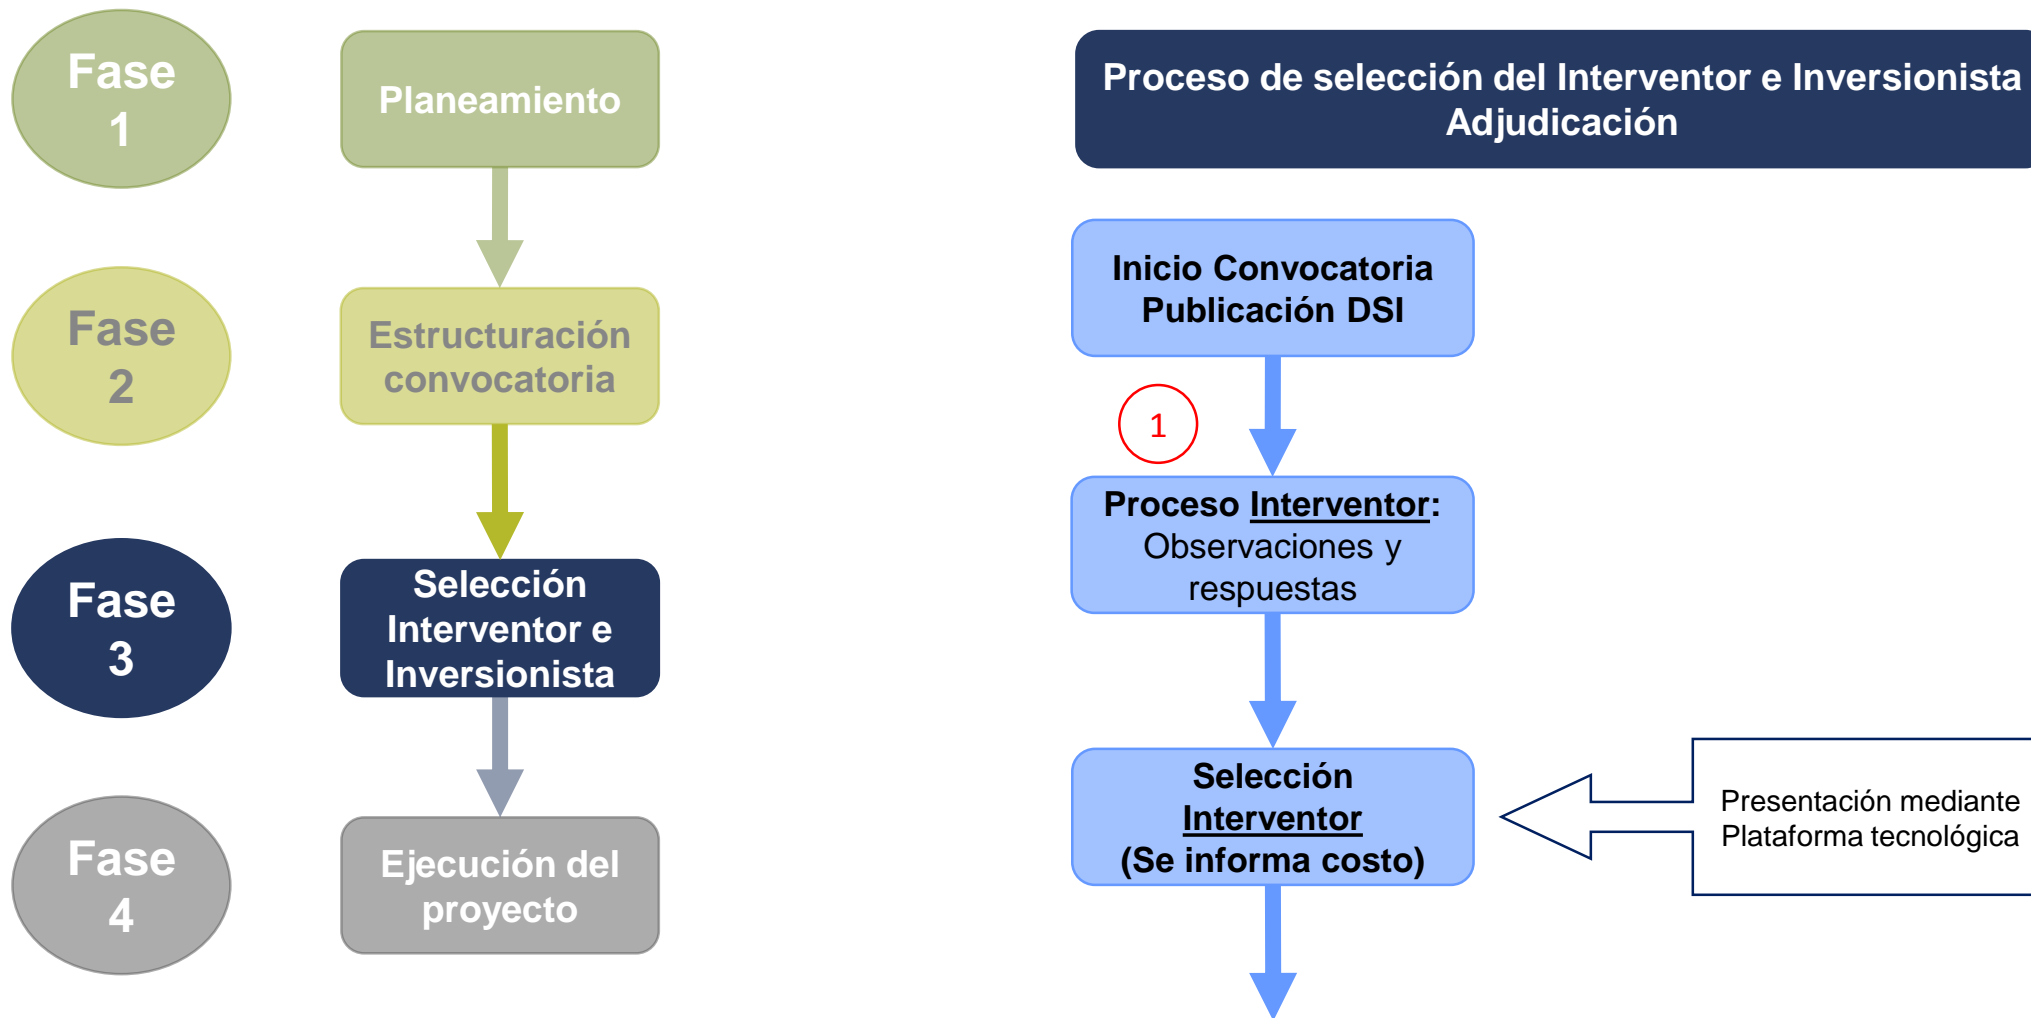 Fase
1
Planeamiento
Fase
2
Estructuración
convocatoria
Fase
3
Selección
Interventor e
Inversionista
Fase
4
Ejecución del
proyecto
Proceso de selección del Interventor e Inversionista
Adjudicación
Inicio Convocatoria
Publicación DSI
1
Proceso Interventor:
Observaciones y
respuestas
Selección
Interventor
(Se informa costo)
Presentación mediante
Plataforma tecnológica